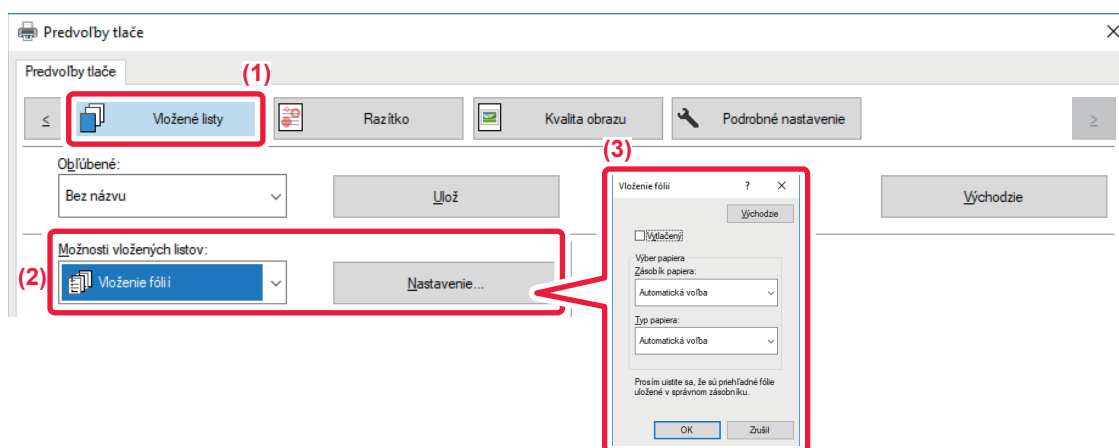 Predvoľby tlače
Predvoľby tlače
(1)
≤ Vložené listy Razítko Kvalita obrazu Podrobné nastavenie ≥
Obľúbené:
Bez názvu Ulož Východzie
Možnosti vložených listov:
(2) Vloženie fólií Nastavenie...
(3)
Vloženie fólií ? ×
Východzie
Vytlačený
Výber papiera
Zásobík papiera:
Automatická voľba
Typ papiera:
Automatická voľba
Prosím uistite sa, že sú priehľadné fólie
uložené v správnom zásobníku.
OK Zrušiť